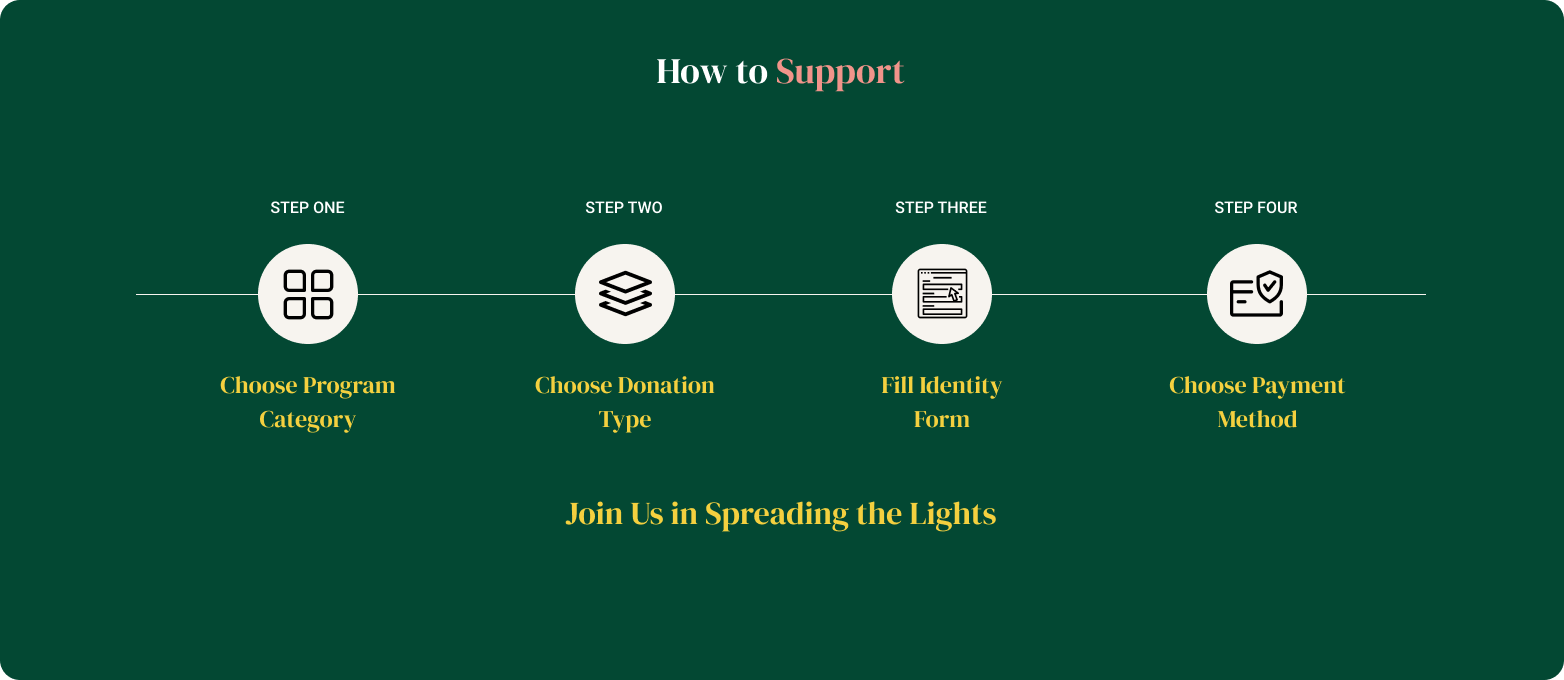 How to Support
STEP ONE
STEP TWO
STEP THREE
STEP FOUR
Choose Program
Category
Choose Donation
Type
Fill Identity
Form
Choose Payment
Method
Join Us in Spreading the Lights